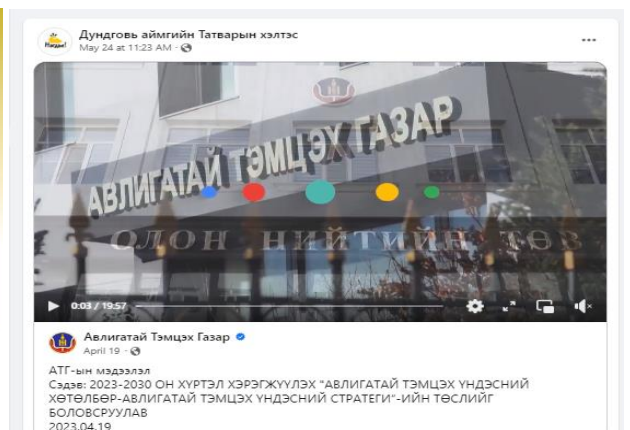 Дундговь аймгийн Татварын хэлтэс
May 24 at 11:23 AM ·
АВЛИГАТАЙ ТЭМЦЭХ ГАЗАР
ОЛОН НИЙТИЙН ТӨВ
0:03 / 19:57
Авлигатай Тэмцэх Газар
April 19 ·
АТГ-ын мэдээлэл
Сэдэв: 2023-2030 ОН ХҮРТЭЛ ХЭРЭГЖҮҮЛЭХ "АВЛИГАТАЙ ТЭМЦЭХ ҮНДЭСНИЙ
ХӨТӨЛБӨР-АВЛИГАТАЙ ТЭМЦЭХ ҮНДЭСНИЙ СТРАТЕГИ"-ИЙН ТӨСЛИЙГ
БОЛОВСРУУЛАВ
2023.04.19